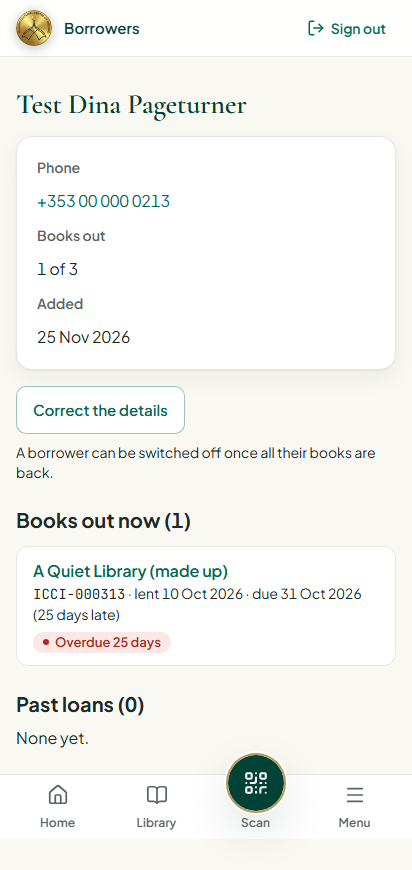 Borrowers
Sign out
Test Dina Pageturner
Phone
+353 00 000 0213
Books out
1 of 3
Added
25 Nov 2026
Correct the details
A borrower can be switched off once all their books are
back.
Books out now (1)
A Quiet Library (made up)
ICCI-000313 · lent 10 Oct 2026 · due 31 Oct 2026
(25 days late)
Overdue 25 days
Past loans (0)
None yet.
Home
Library
Scan
Menu